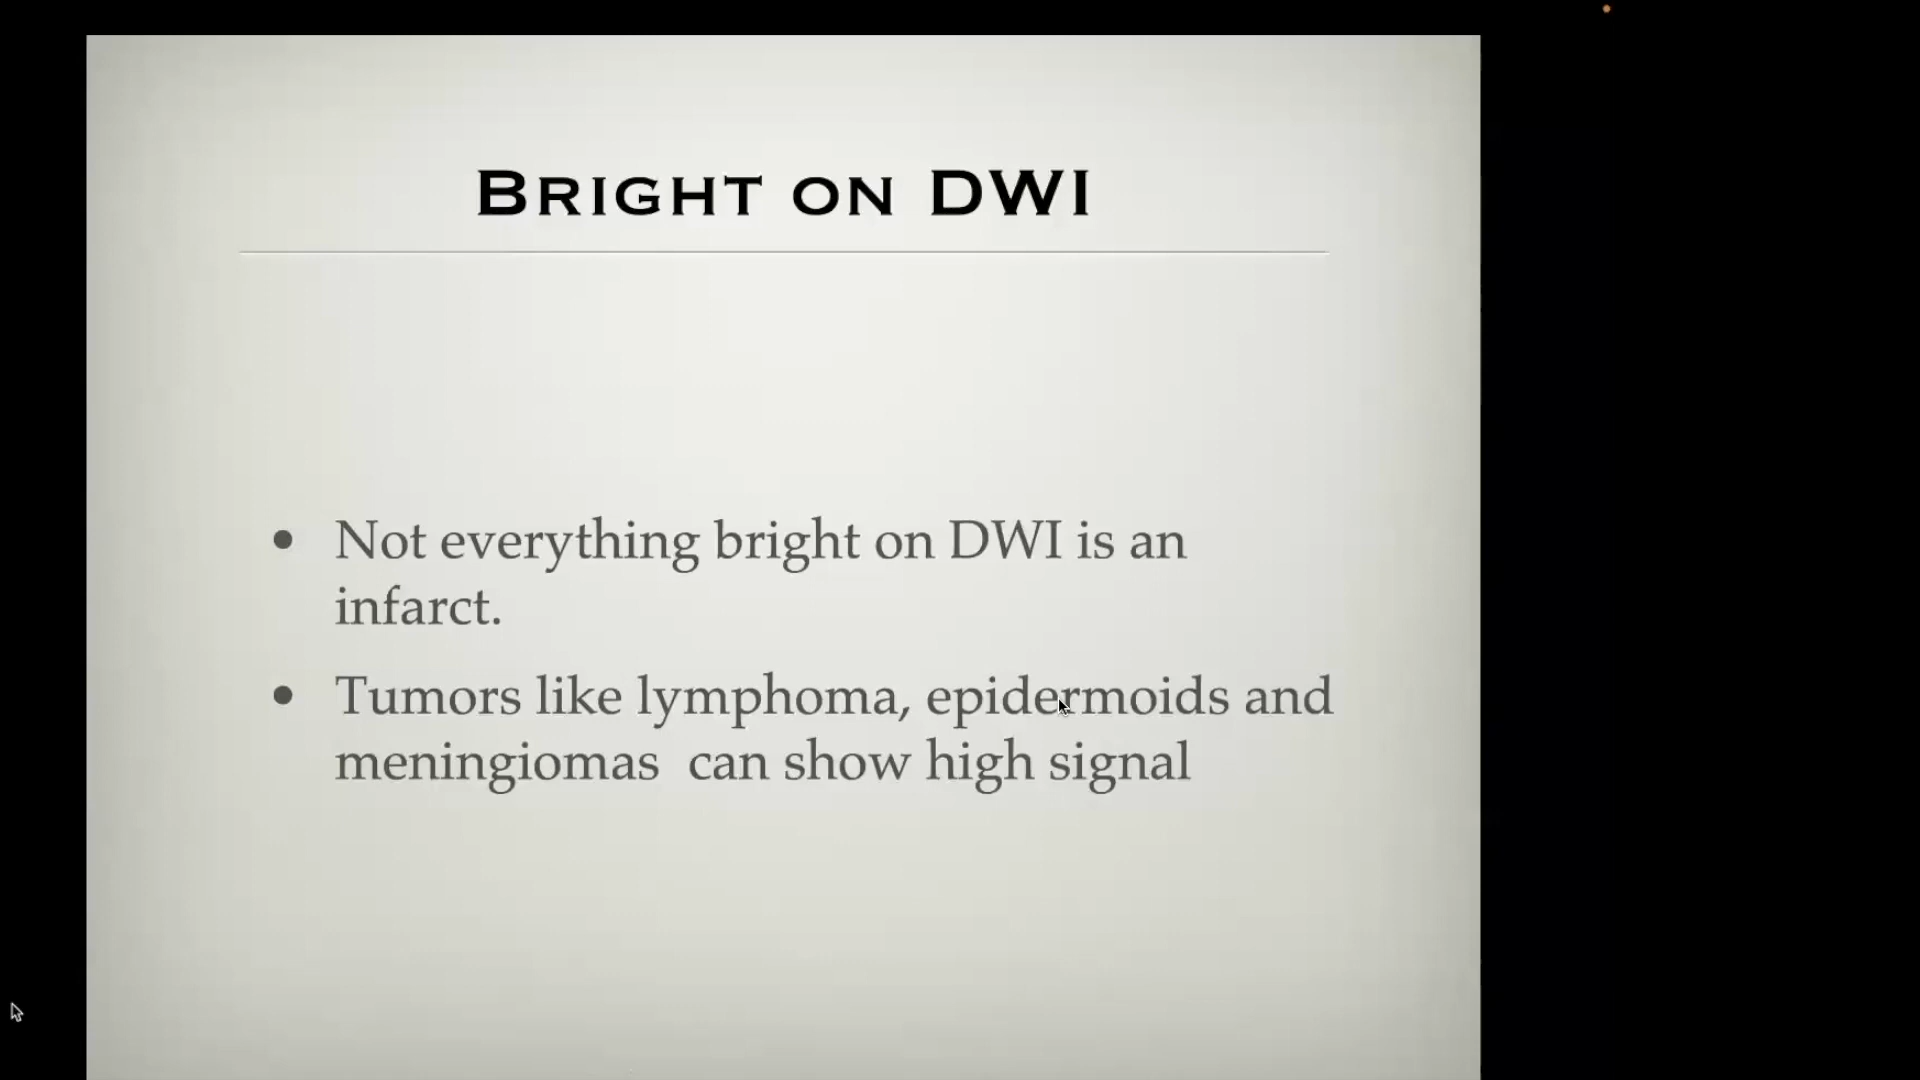 Bright on DWI
• Not everything bright on DWI is an
infarct.
• Tumors like lymphoma, epidermoids and
meningiomas  can show high signal